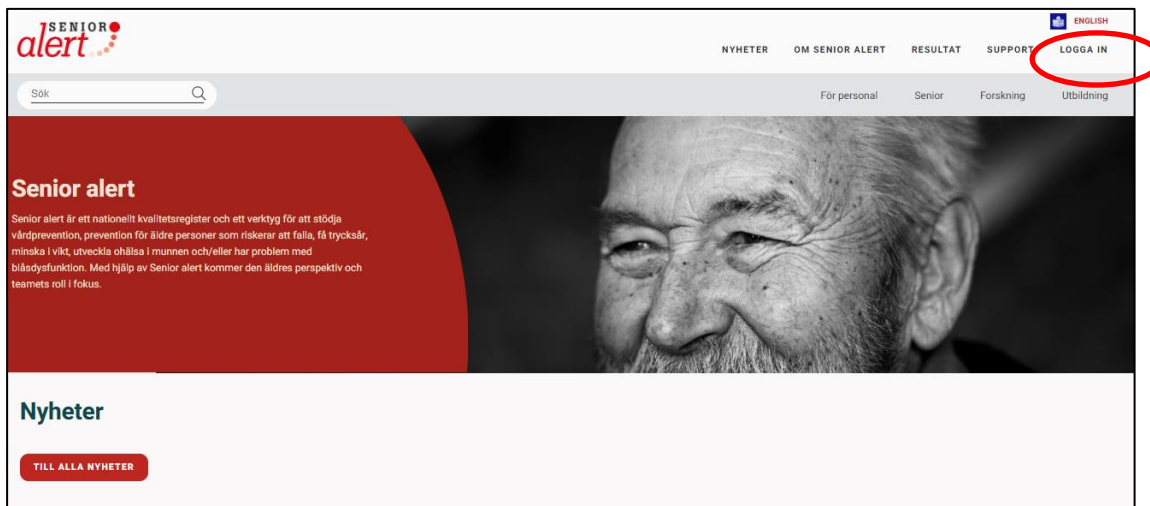 SENIOR
alert
ENGLISH
NYHETER OM SENIOR ALERT RESULTAT SUPPORT LOGGA IN
Sök
För personal Senior Forskning Utbildning
Senior alert
Senior alert är ett nationellt kvalitetsregister och ett verktyg för att stödja
vårdprevention, prevention för äldre personer som riskerar att falla, få trycksår,
minska i vikt, utveckla ohälsa i munnen och/eller har problem med
blåsdysfunktion. Med hjälp av Senior alert kommer den äldres perspektiv och
teamets roll i fokus.
Nyheter
TILL ALLA NYHETER